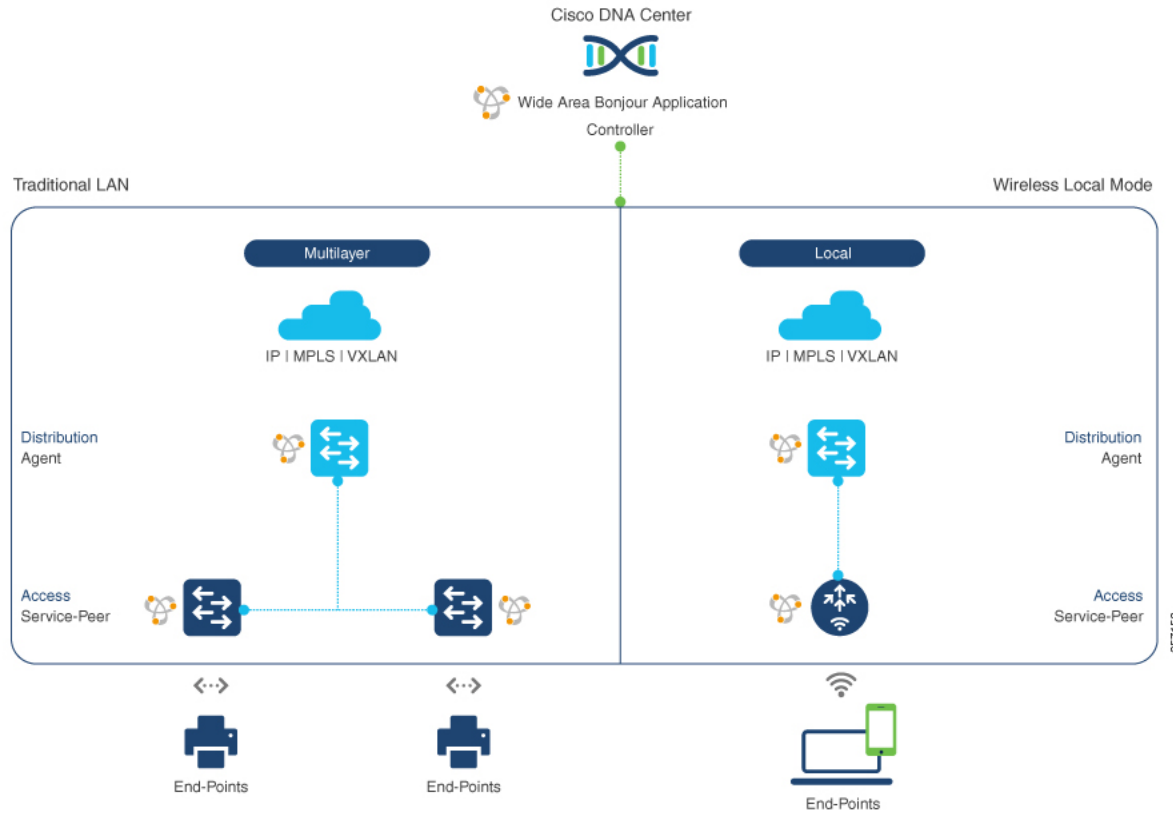 Cisco DNA Center
Wide Area Bonjour Application
Controller
Traditional LAN
Wireless Local Mode
Multilayer
Local
IP | MPLS | VXLAN
IP | MPLS | VXLAN
Distribution
Agent
Distribution
Agent
Access
Service-Peer
Access
Service-Peer
End-Points
End-Points
End-Points